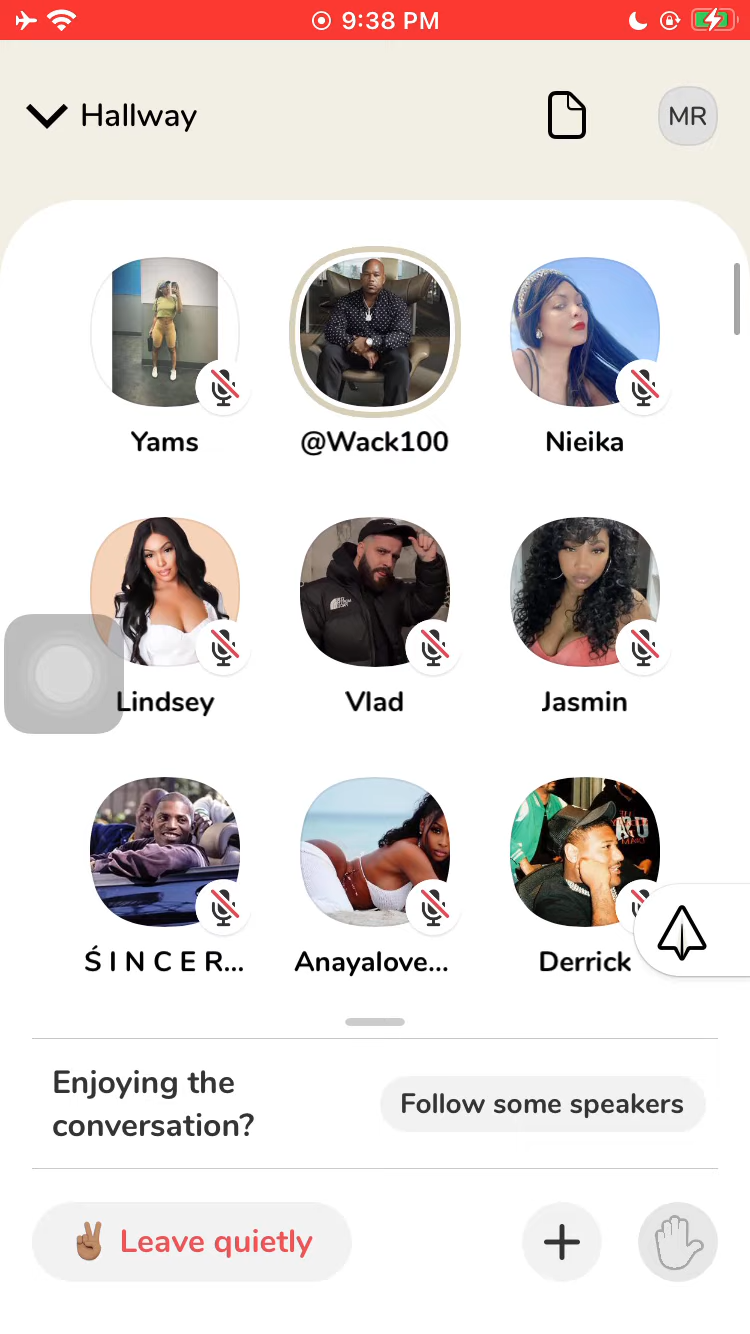 9:38 PM
Hallway
MR
Yams
@Wack100
Nieika
Lindsey
Vlad
Jasmin
Ś I N C E R...
Anayalove...
Derrick
Enjoying the
conversation?
Follow some speakers
Leave quietly